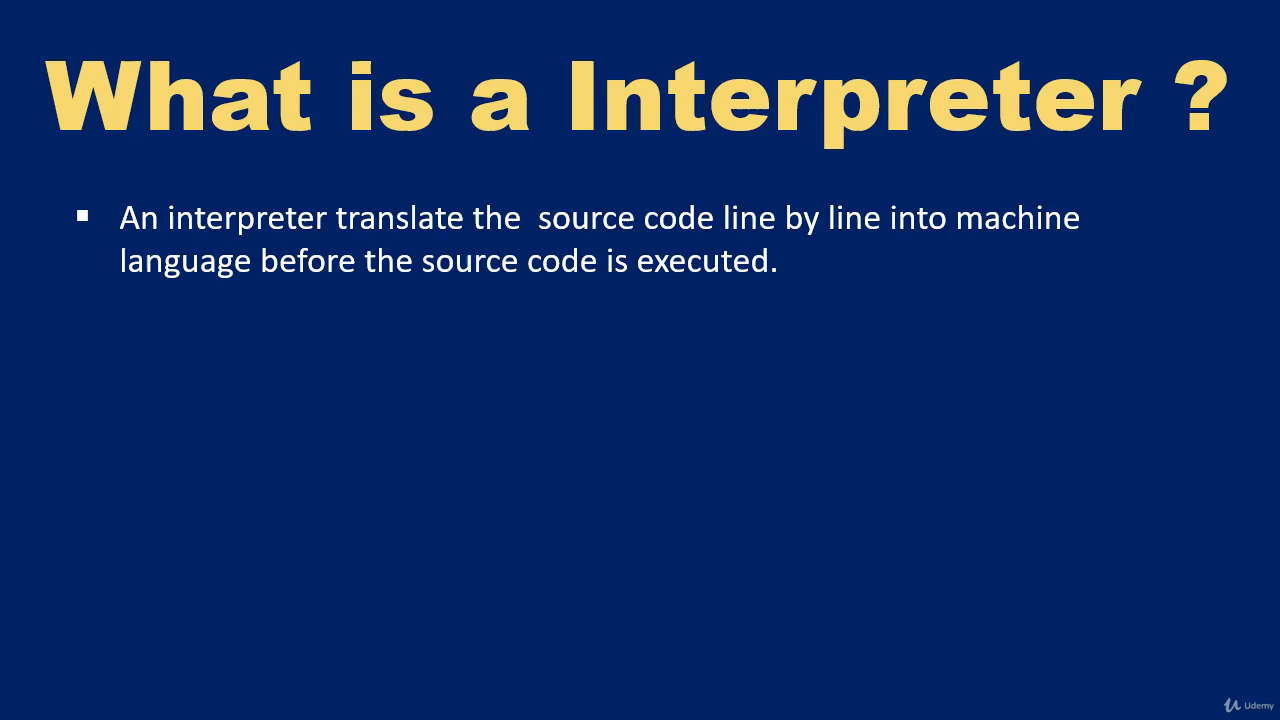 What is a Interpreter ?
▪ An interpreter translate the  source code line by line into machine
language before the source code is executed.
Udemy